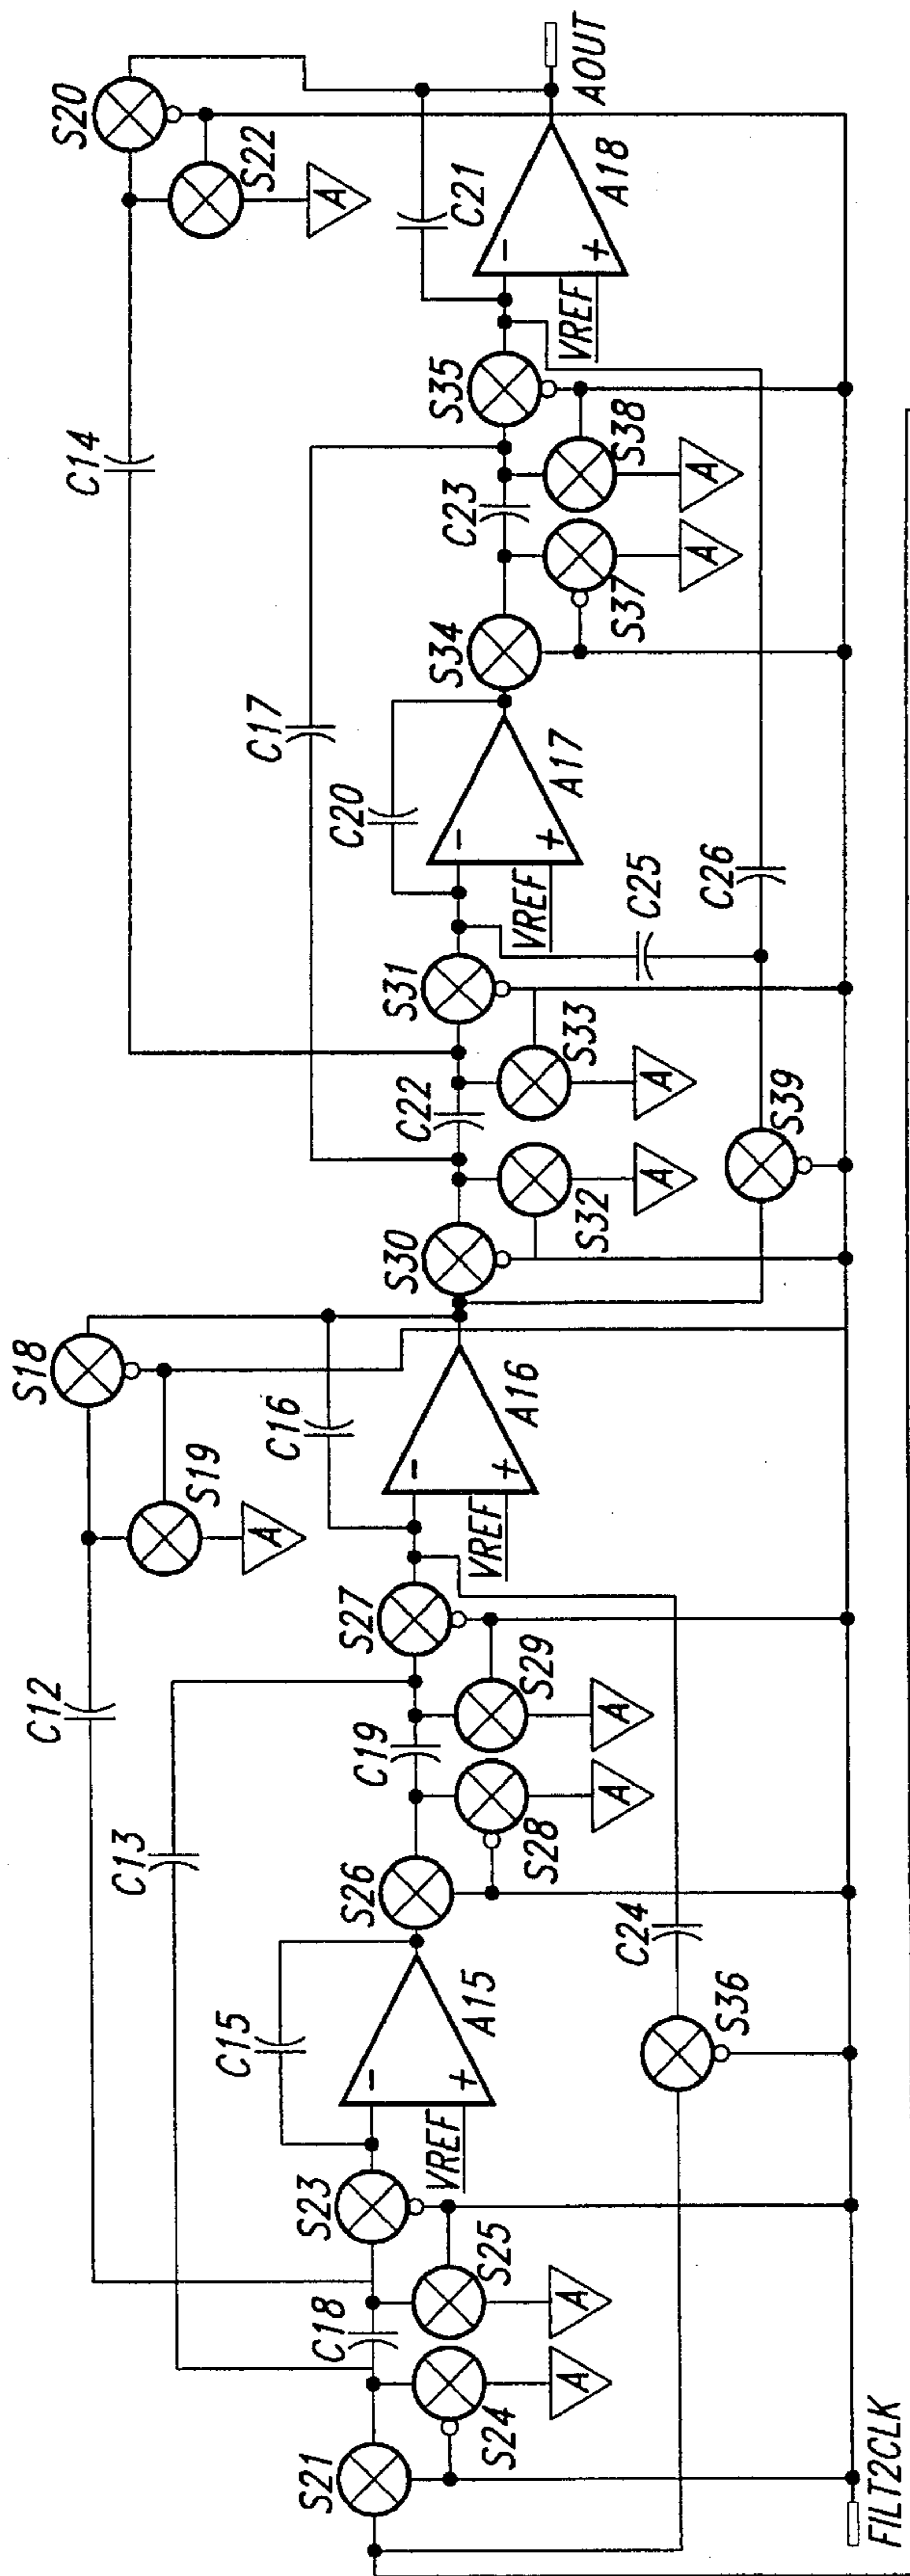 S20
S22
A
C14
C21
AOUT
A18
−
+
VREF
S35
S38
A
C17
C23
S37
A
S34
C20
A17
−
+
VREF
C25
C26
S31
S33
A
C22
S32
A
S39
S30
S18
S19
A
C16
A16
−
+
VREF
C12
S27
S29
A
C13
C19
S28
A
S26
C24
S36
C15
A15
−
+
VREF
S23
S25
A
C18
S24
A
S21
FILT2CLK